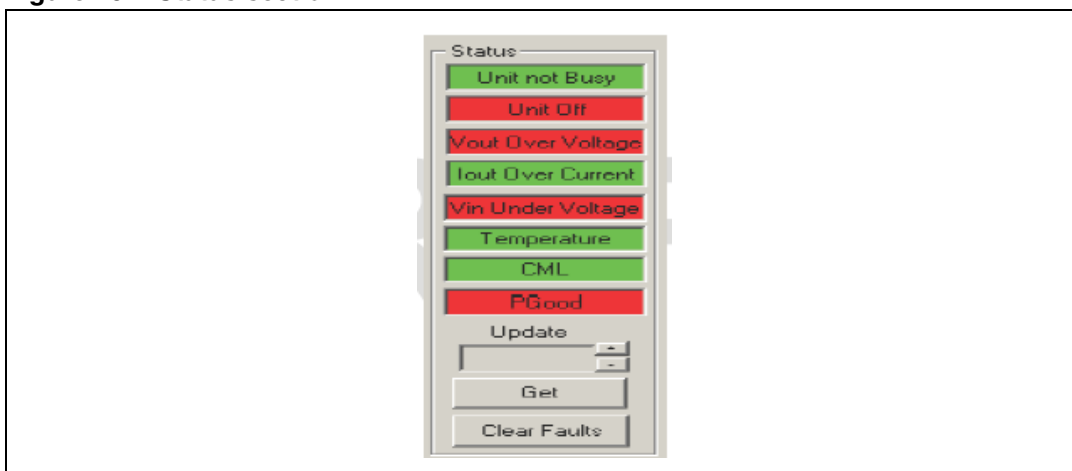 Status
Unit not Busy
Unit Off
Vout Over Voltage
Iout Over Current
Vin Under Voltage
Temperature
CML
PGood
Update
+
-
Get
Clear Faults